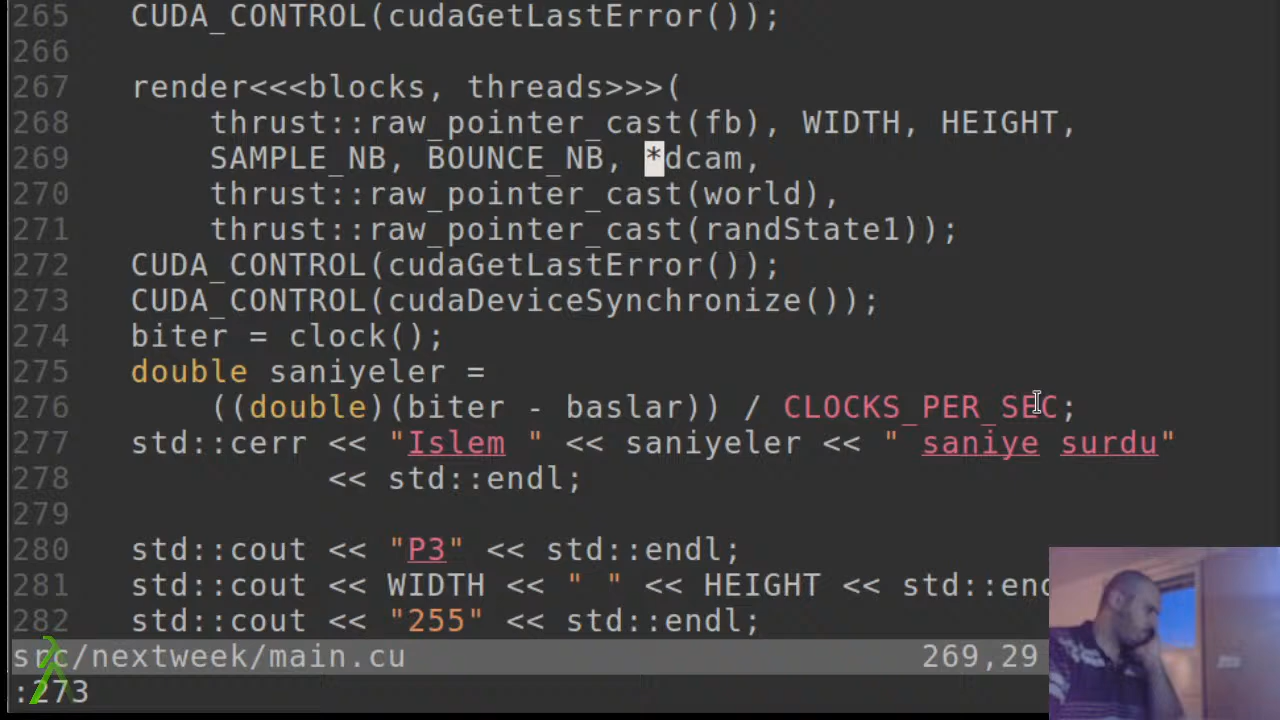 265   CUDA_CONTROL(cudaGetLastError());
266
267   render<<<blocks, threads>>>(
268       thrust::raw_pointer_cast(fb), WIDTH, HEIGHT,
269       SAMPLE_NB, BOUNCE_NB, *dcam,
270       thrust::raw_pointer_cast(world),
271       thrust::raw_pointer_cast(randState1));
272   CUDA_CONTROL(cudaGetLastError());
273   CUDA_CONTROL(cudaDeviceSynchronize());
274   biter = clock();
275   double saniyeler =
276       ((double)(biter - baslar)) / CLOCKS_PER_SEC;
277   std::cerr << "Islem " << saniyeler << " saniye surdu"
278             << std::endl;
279
280   std::cout << "P3" << std::endl;
281   std::cout << WIDTH << " " << HEIGHT << std::end
282   std::cout << "255" << std::endl;
src/nextweek/main.cu 269,29
:273